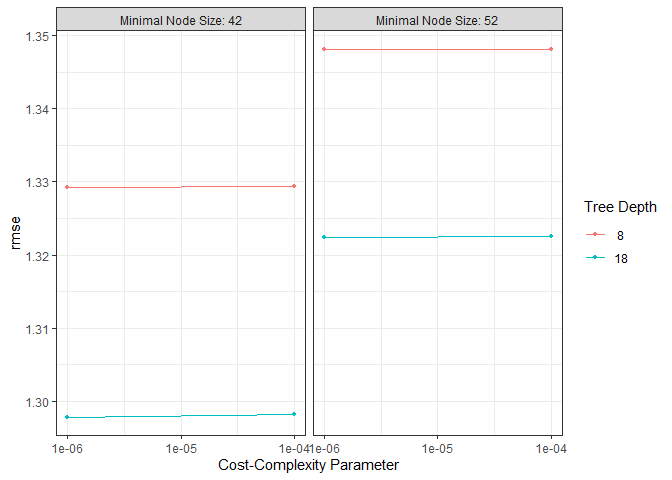 Minimal Node Size: 42
Minimal Node Size: 52
1.35
1.34
1.33
1.32
1.31
1.30
rmse
1e-06
1e-05
1e-04
1e-06
1e-05
1e-04
Cost-Complexity Parameter
Tree Depth
8
18